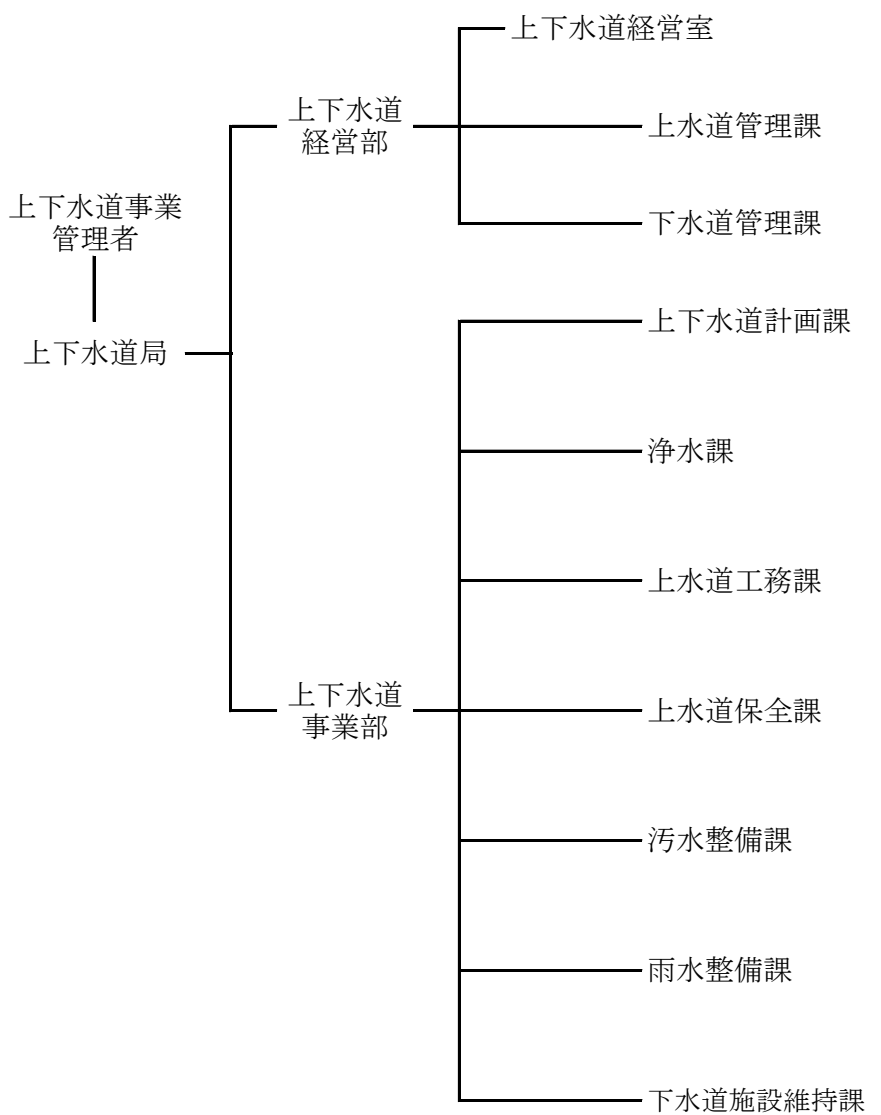 上下水道事業
管理者
上下水道局
上下水道
経営部
上下水道経営室
上水道管理課
下水道管理課
上下水道
事業部
上下水道計画課
浄水課
上水道工務課
上水道保全課
汚水整備課
雨水整備課
下水道施設維持課